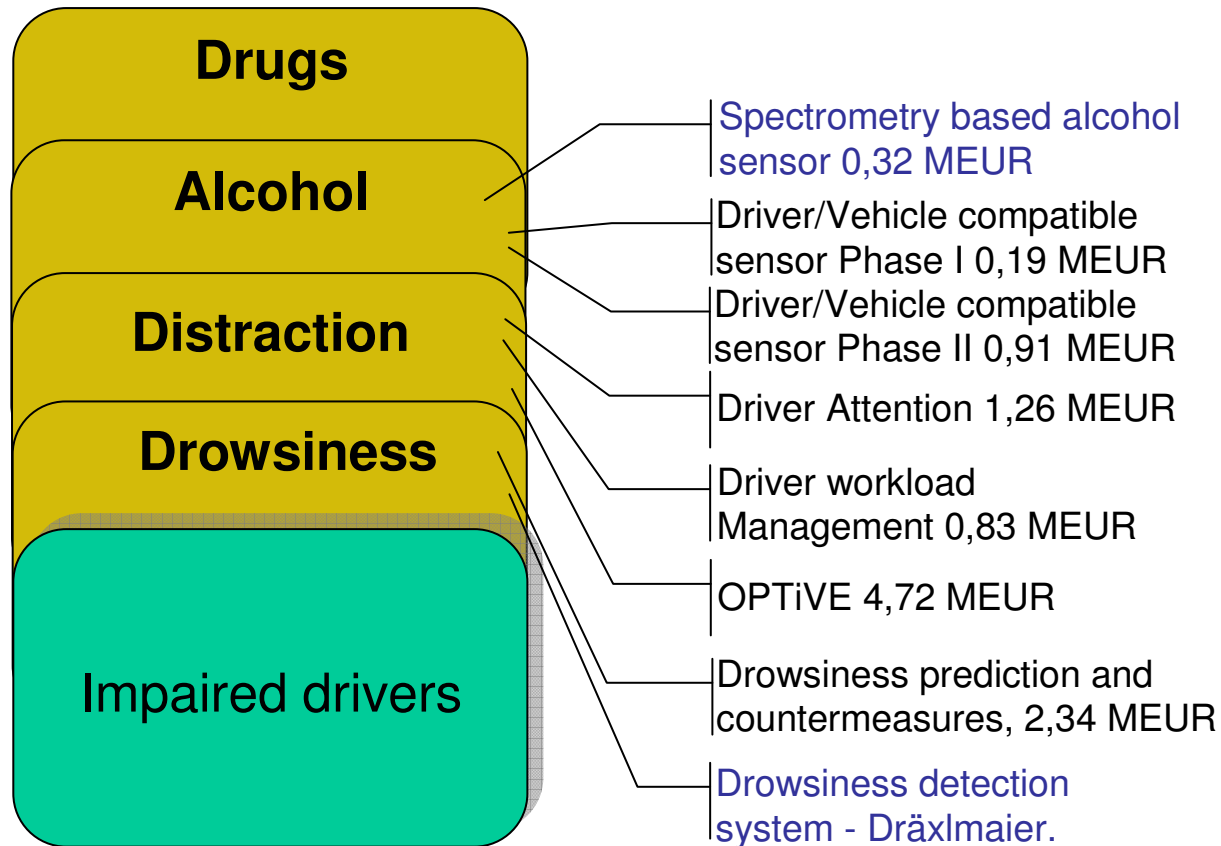 Drugs
Alcohol
Distraction
Drowsiness
Impaired drivers
Spectrometry based alcohol
sensor 0,32 MEUR
Driver/Vehicle compatible
sensor Phase I 0,19 MEUR
Driver/Vehicle compatible
sensor Phase II 0,91 MEUR
Driver Attention 1,26 MEUR
Driver workload
Management 0,83 MEUR
OPTiVE 4,72 MEUR
Drowsiness prediction and
countermeasures, 2,34 MEUR
Drowsiness detection
system - Dräxlmaier.